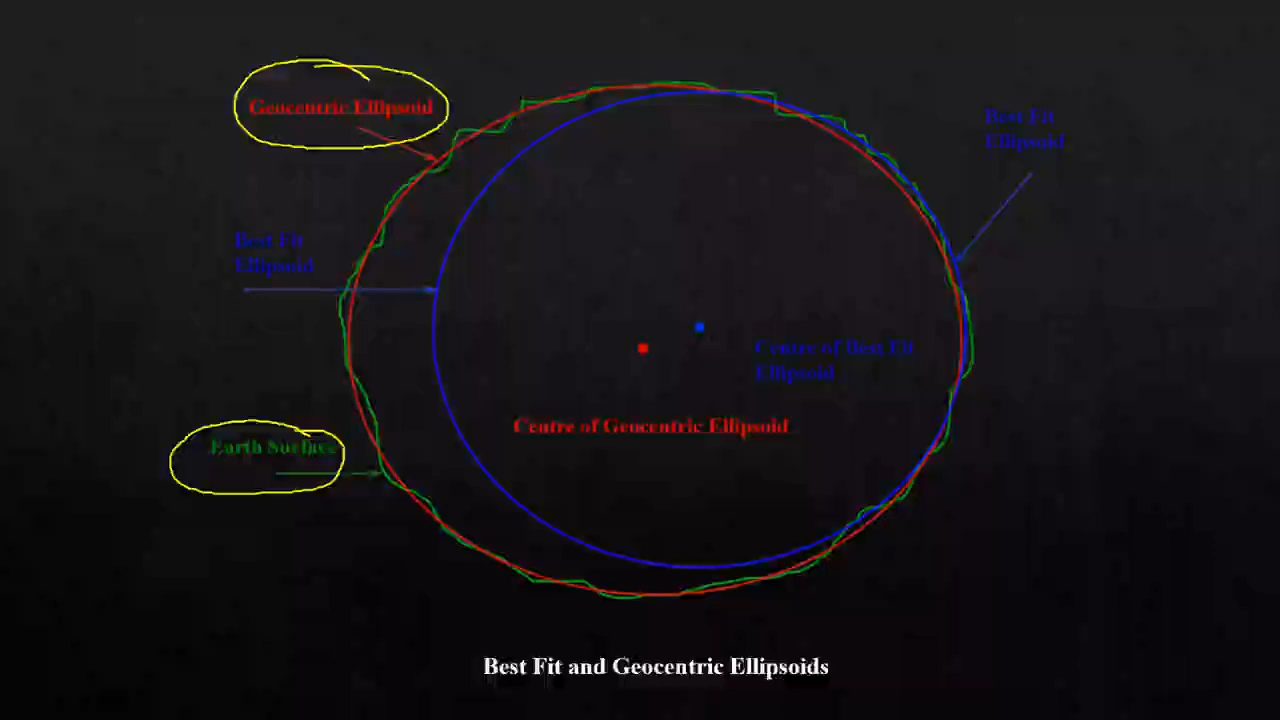 Geocentric Ellipsoid
Best Fit
Ellipsoid
Best Fit
Ellipsoid
Centre of Best Fit
Ellipsoid
Centre of Geocentric Ellipsoid
Earth Surface
Best Fit and Geocentric Ellipsoids